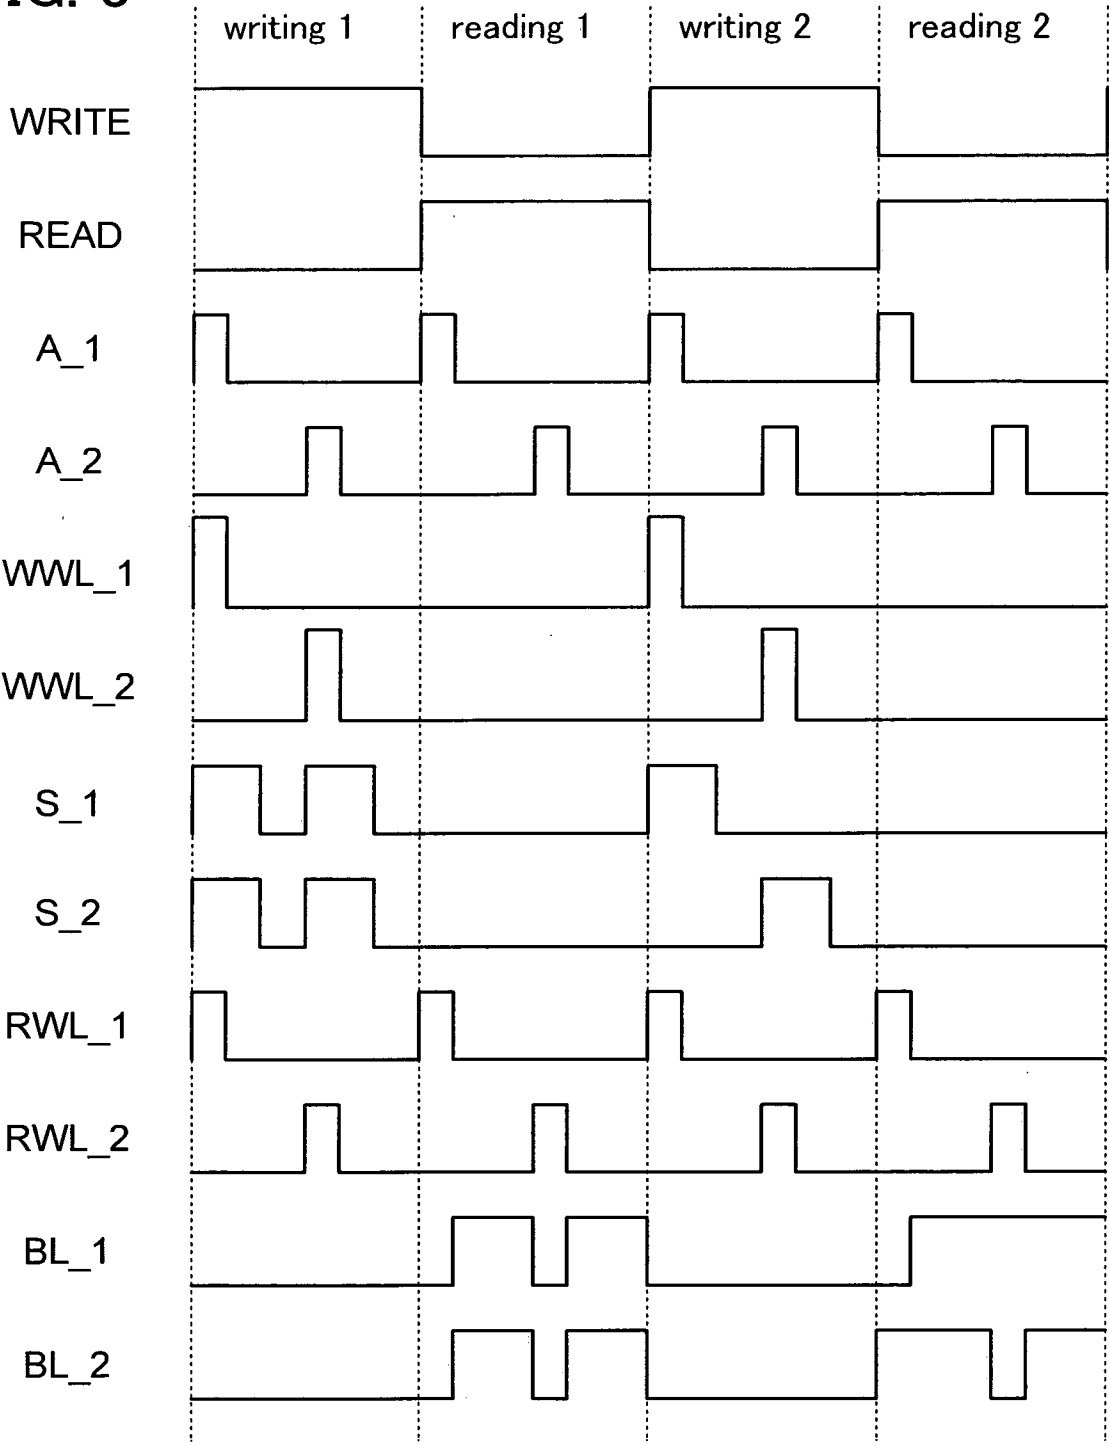 writing 1 reading 1 writing 2 reading 2
WRITE
READ
A_1
A_2
WWL_1
WWL_2
S_1
S_2
RWL_1
RWL_2
BL_1
BL_2